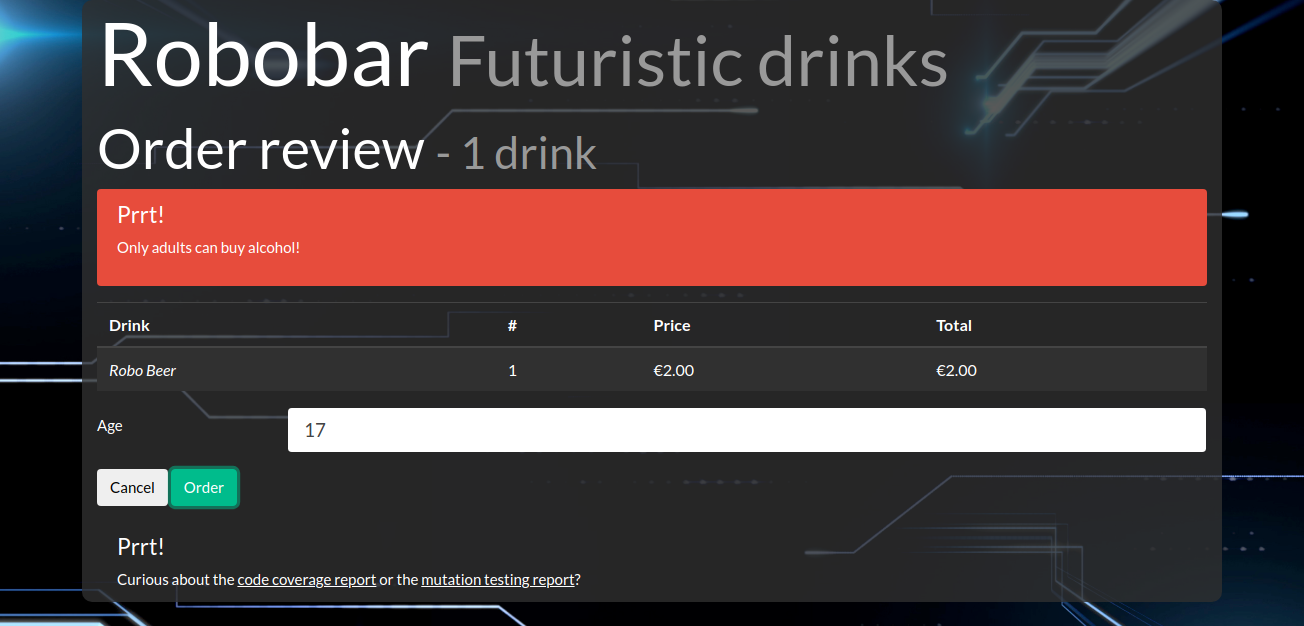 Robobar Futuristic drinks
Order review - 1 drink
Prrt!
Only adults can buy alcohol!
Drink # Price Total
Robo Beer 1 €2.00 €2.00
Age 17
Cancel Order
Prrt!
Curious about the code coverage report or the mutation testing report?